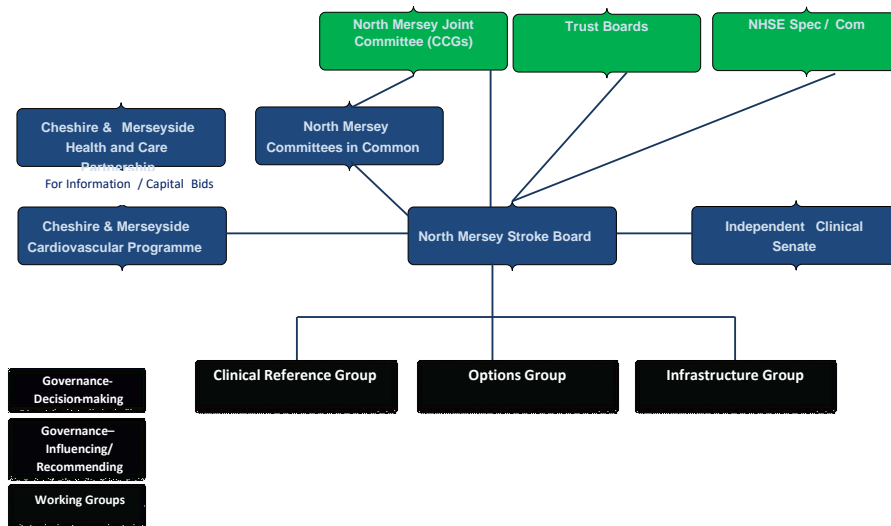 North Mersey Joint
Committee (CCGs)
Trust Boards
NHSE Spec / Com
Cheshire & Merseyside
Health and Care
Partnership
North Mersey
Committees in Common
For Information / Capital Bids
Cheshire & Merseyside
Cardiovascular Programme
North Mersey Stroke Board
Independent Clinical
Senate
Clinical Reference Group
Options Group
Infrastructure Group
Governance-
Decision-making
Governance–
Influencing/
Recommending
Working Groups